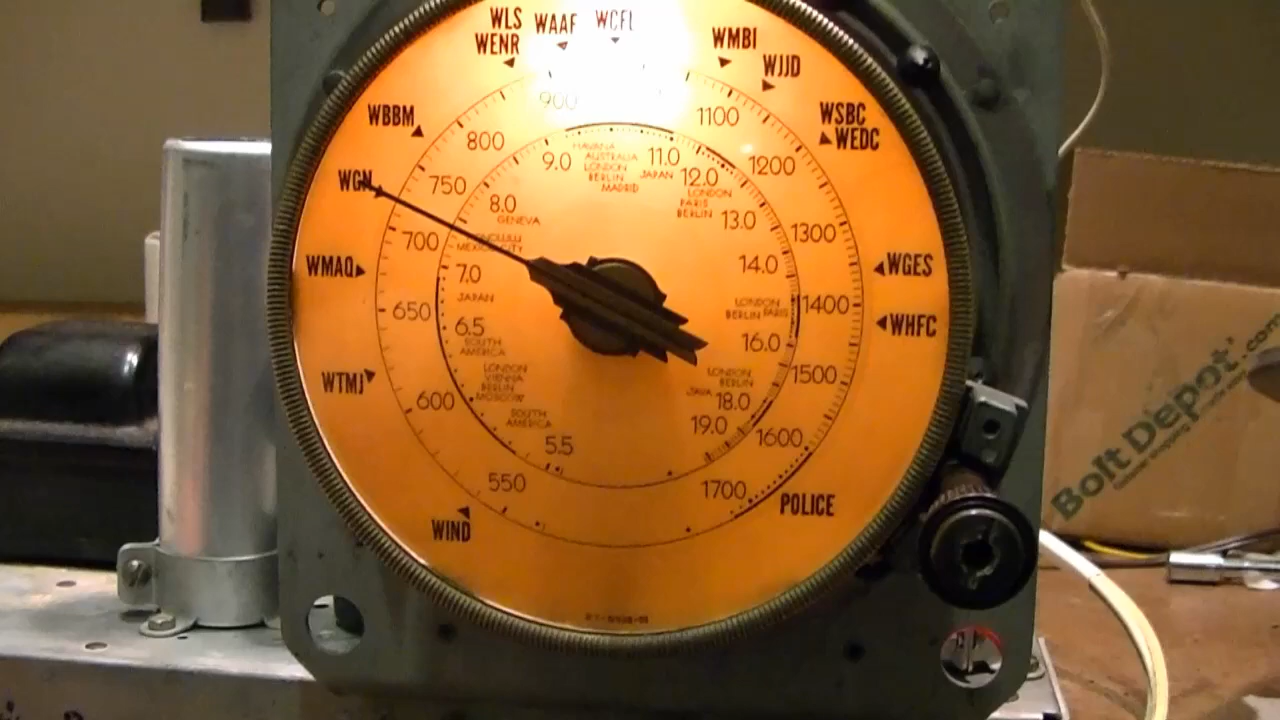 WLS
WENR
WAAF
WCFL
WMBI
WJJD
WSBC
WEDC
WBBM
WGN
WMAQ
WTMJ
WIND
WGES
WHFC
POLICE
550
600
650
700
750
800
900
1100
1200
1300
1400
1500
1600
1700
5.5
SOUTH
AMERICA
LONDON
VIENNA
BERLIN
MOSCOW
6.5
SOUTH
AMERICA
JAPAN
7.0
HONOLULU
MEXICO CITY
8.0
GENEVA
9.0
HAVANA
AUSTRALIA
LONDON
BERLIN
MADRID
11.0
JAPAN
12.0
LONDON
PARIS
BERLIN
13.0
14.0
LONDON
BERLIN PARIS
16.0
LONDON
BERLIN
JAVA
18.0
19.0
Bolt Depot.com